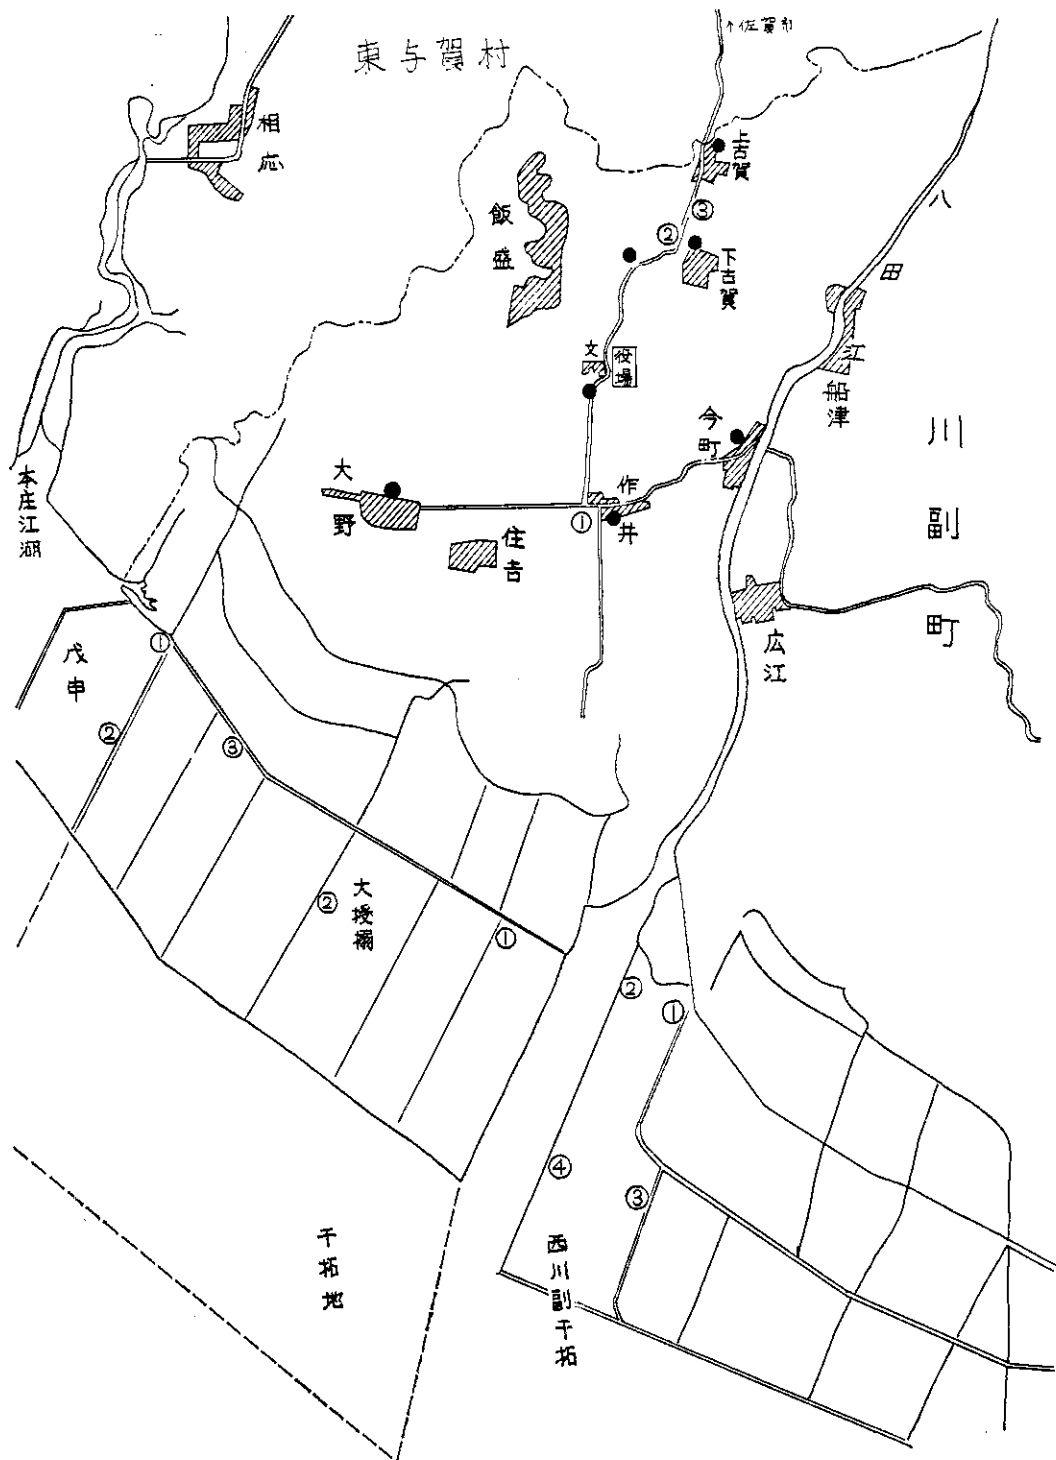 ↑佐賀市
東与賀村
相応
上古賀
八田江
飯盛
③
②
下古賀
文
役場
船津
今町
川副町
大野
作井
本庄江湖
①
住吉
広江
戊申
①
②
③
大授搦
②
①
②
①
④
③
干拓地
西川副干拓